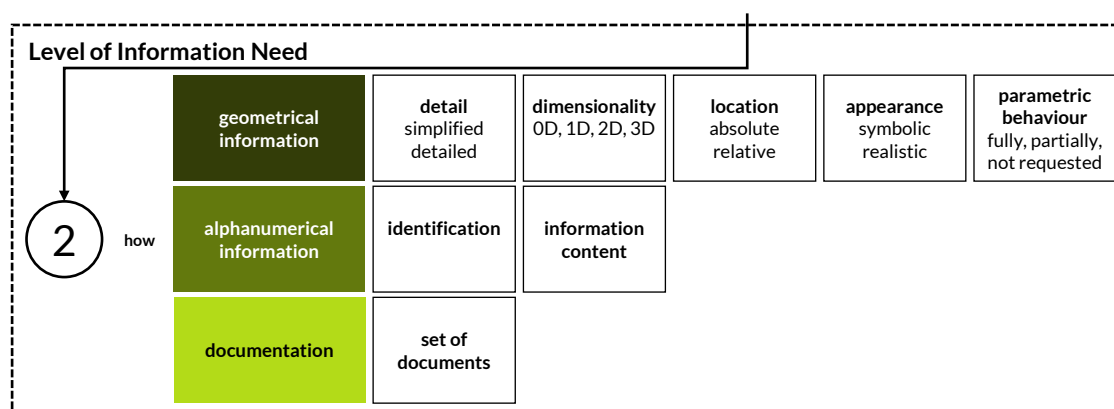 Level of Information Need
geometrical
information
detail
simplified
detailed
dimensionality
0D, 1D, 2D, 3D
location
absolute
relative
appearance
symbolic
realistic
parametric
behaviour
fully, partially,
not requested
2
how
alphanumerical
information
identification
information
content
documentation
set of
documents